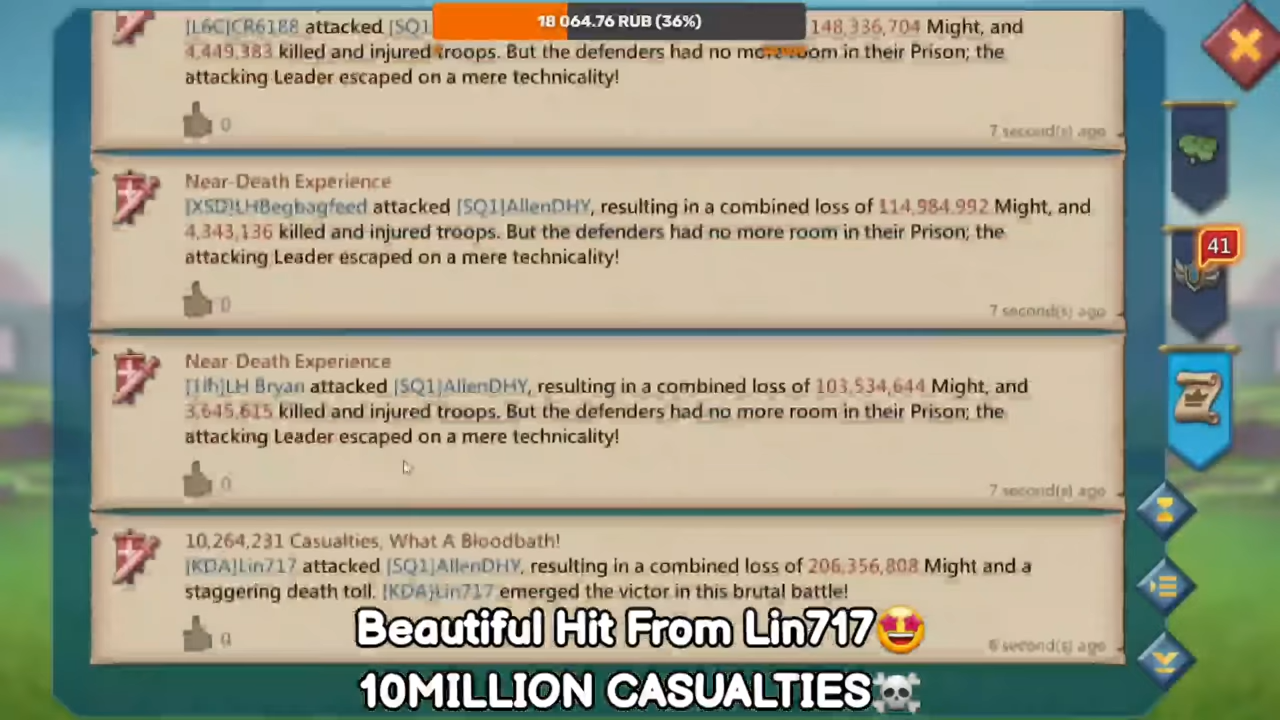 18 064.76 RUB (36%)
[L6C]CR6188 attacked [SQ1 148,336,704 Might, and
4,449,383 killed and injured troops. But the defenders had no more room in their Prison; the
attacking Leader escaped on a mere technicality!
0
7 second(s) ago
Near-Death Experience
[XSD]LHBegbagfeed attacked [SQ1]AllenDHY, resulting in a combined loss of 114,984,992 Might, and
4,343,136 killed and injured troops. But the defenders had no more room in their Prison; the
attacking Leader escaped on a mere technicality!
0
7 second(s) ago
41
Near-Death Experience
LH Bryan attacked [SQ1]AllenDHY, resulting in a combined loss of 103,534,644 Might, and
3,645,615 killed and injured troops. But the defenders had no more room in their Prison; the
attacking Leader escaped on a mere technicality!
0
7 second(s) ago
10,264,231 Casualties, What A Bloodbath!
[KDA]Lin717 attacked [SQ1]AllenDHY, resulting in a combined loss of 206,356,808 Might and a
staggering death toll. [KDA]Lin717 emerged the victor in this brutal battle!
0
6 second(s) ago
Beautiful Hit From Lin717🤩
10MILLION CASUALTIES☠️